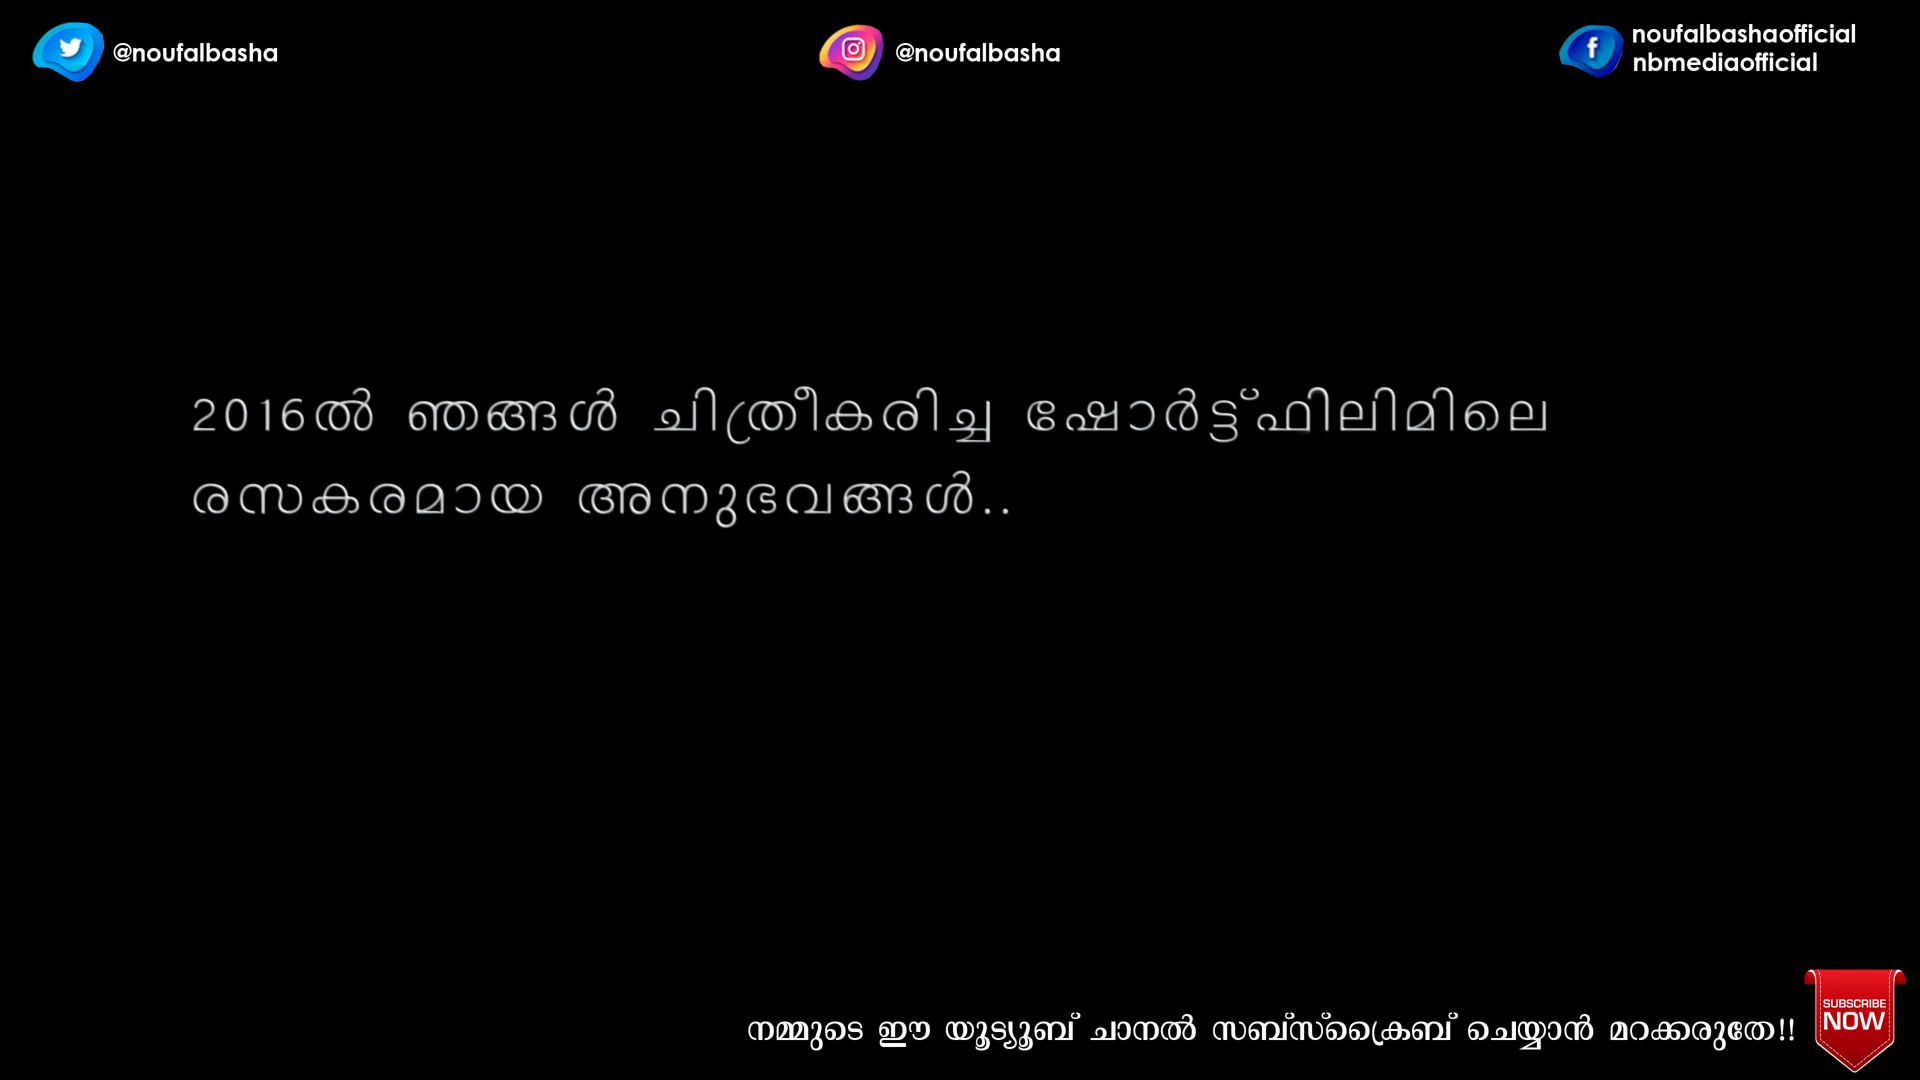 @noufalbasha
@noufalbasha
noufalbashaofficial
nbmediaofficial
2016ൽ ഞങ്ങൾ ചിത്രീകരിച്ച ഷോർട്ട്ഫിലിമിലെ
രസകരമായ അനുഭവങ്ങൾ..
നമ്മുടെ ഈ യൂട്യൂബ് ചാനൽ സബ്സ്ക്രൈബ് ചെയ്യാൻ മറക്കരുതേ!!
SUBSCRIBE
NOW